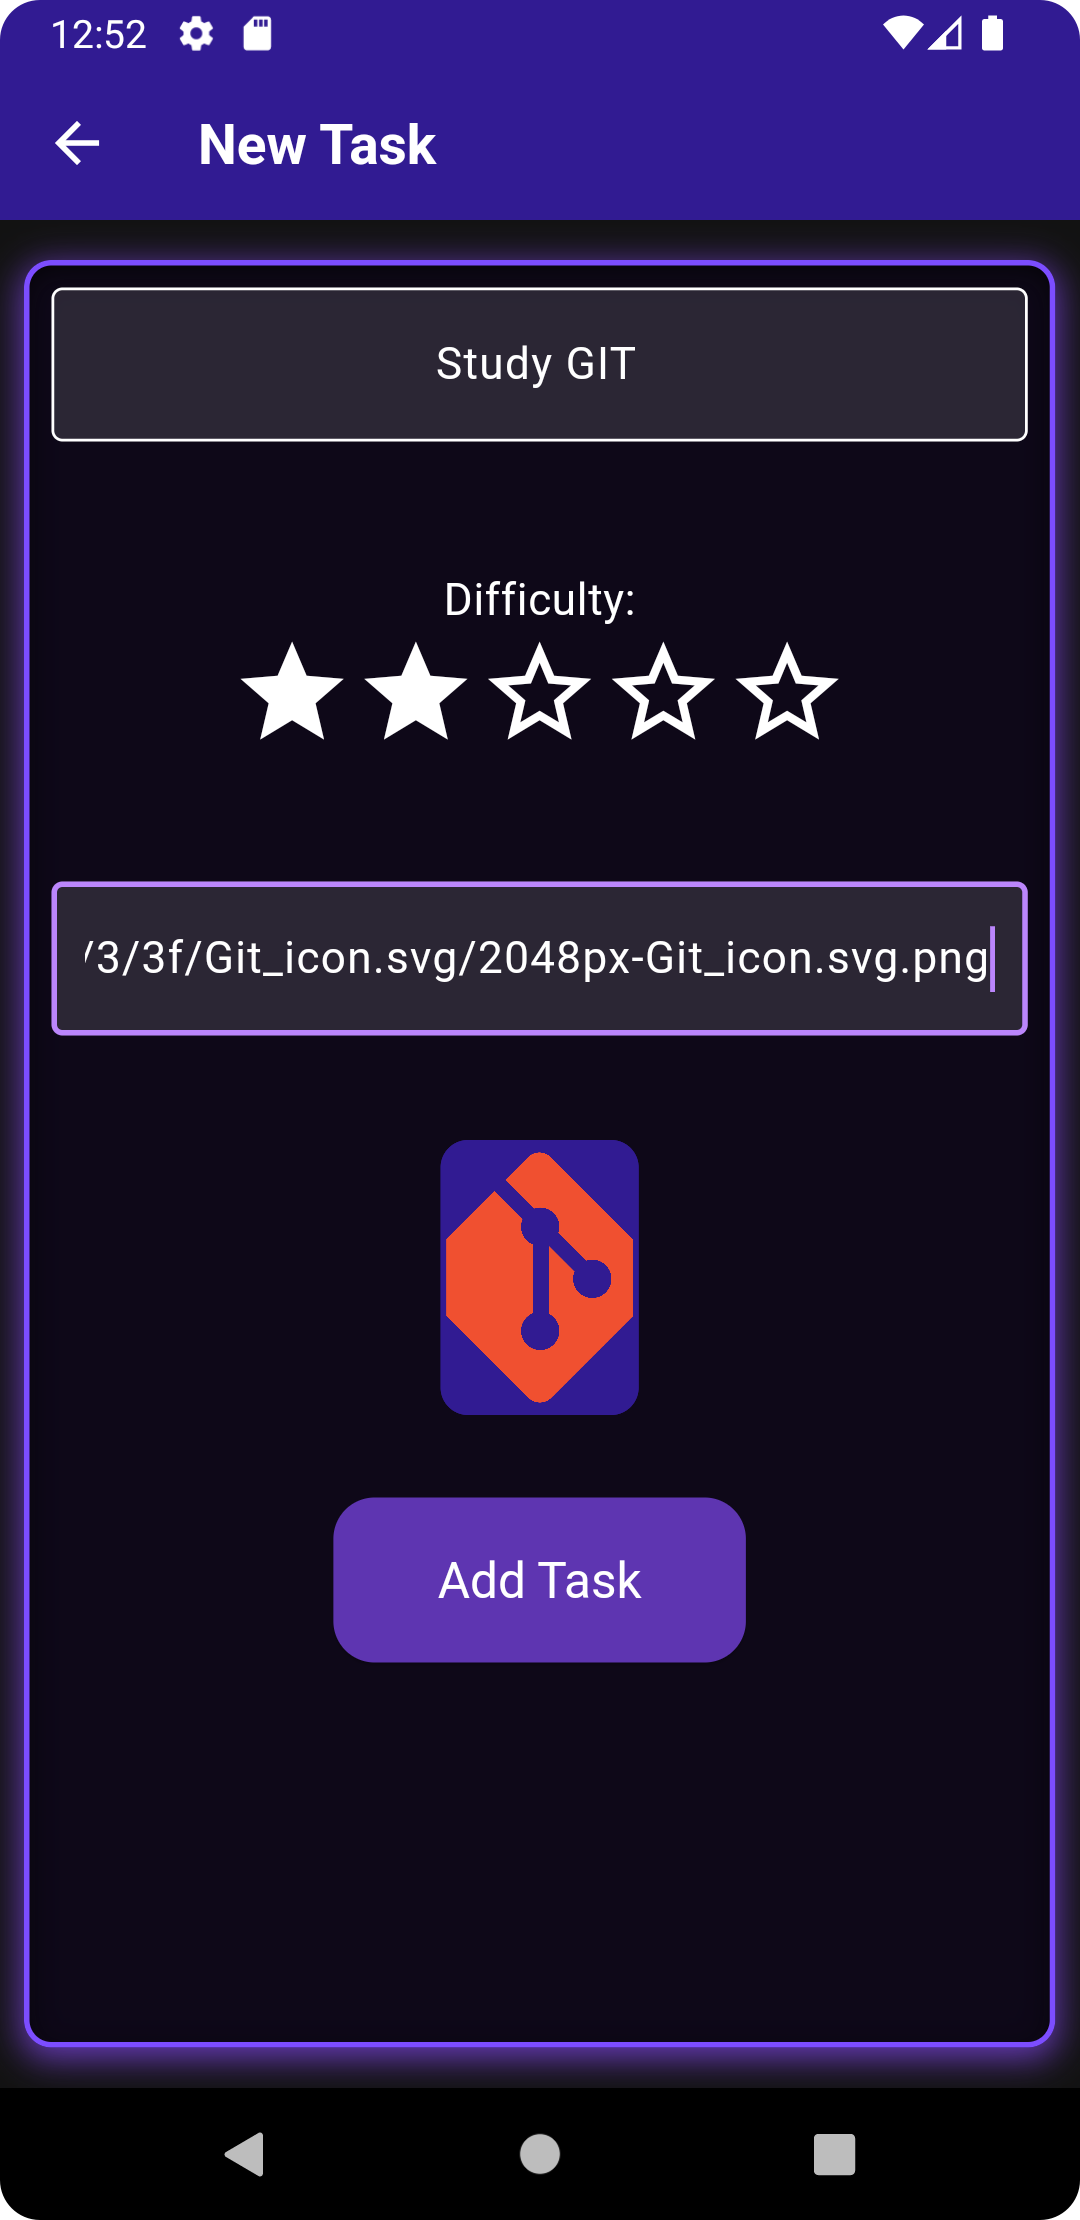 12:52
New Task
Study GIT
Difficulty:
/3/3f/Git_icon.svg/2048px-Git_icon.svg.png
Add Task